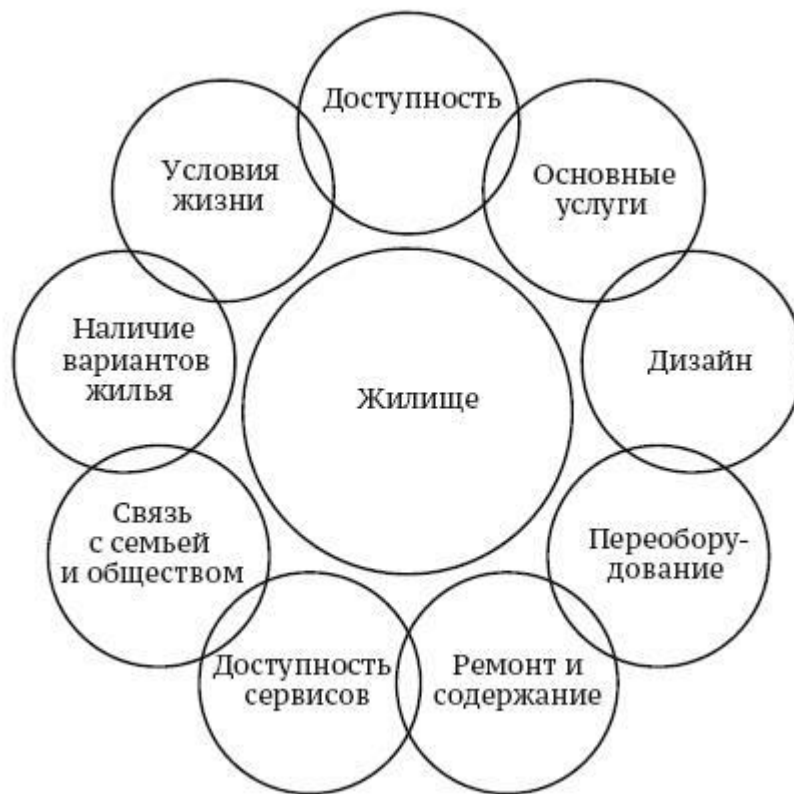 Доступность
Основные
услуги
Дизайн
Переобору-
дование
Ремонт и
содержание
Доступность
сервисов
Связь
с семьей
и обществом
Наличие
вариантов
жилья
Условия
жизни
Жилище